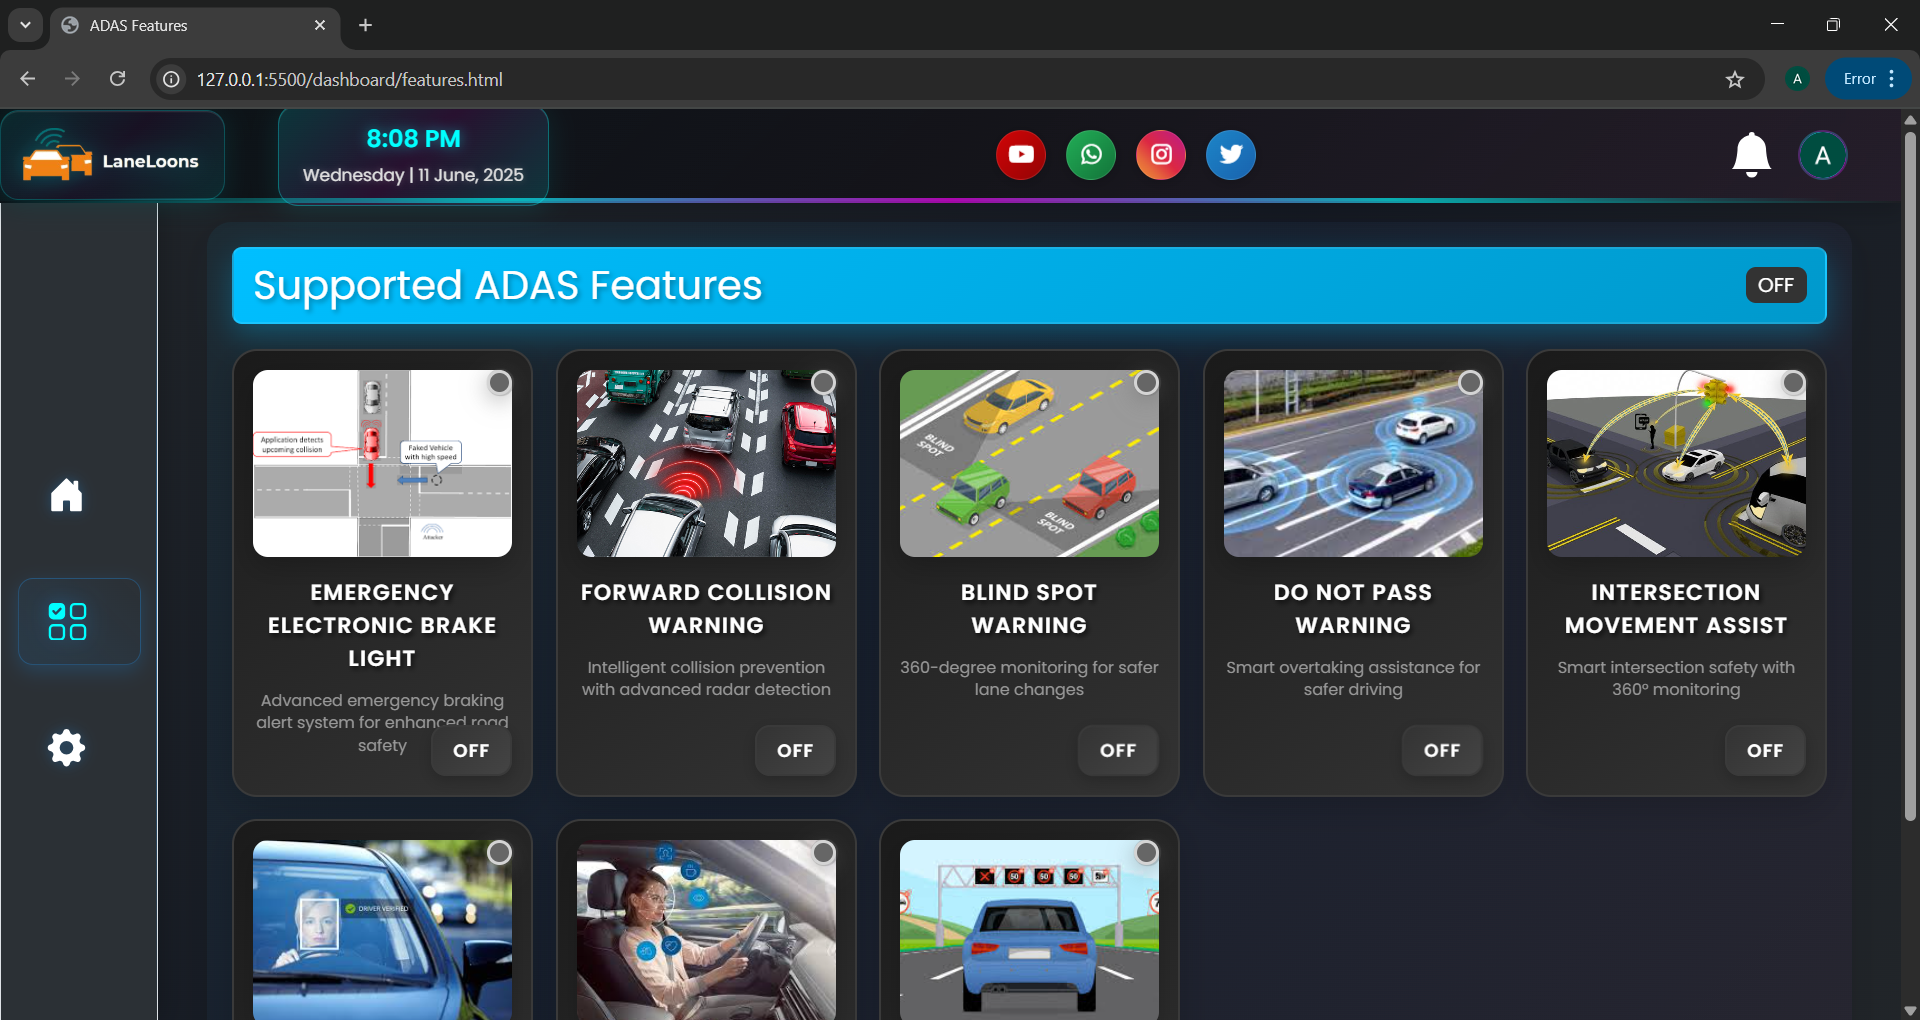 ADAS Features
127.0.0.1:5500/dashboard/features.html
A
Error
LaneLoons
8:08 PM
Wednesday | 11 June, 2025
A
Supported ADAS Features
OFF
Application detects
upcoming collision
Faked Vehicle
with high speed
Attacker
EMERGENCY
ELECTRONIC BRAKE
LIGHT
Advanced emergency braking
alert system for enhanced road
safety
OFF
FORWARD COLLISION
WARNING
Intelligent collision prevention
with advanced radar detection
OFF
BLIND
SPOT
BLIND
SPOT
BLIND SPOT
WARNING
360-degree monitoring for safer
lane changes
OFF
DO NOT PASS
WARNING
Smart overtaking assistance for
safer driving
OFF
INTERSECTION
MOVEMENT ASSIST
Smart intersection safety with
360° monitoring
OFF
DRIVER VERIFIED
50
50
50